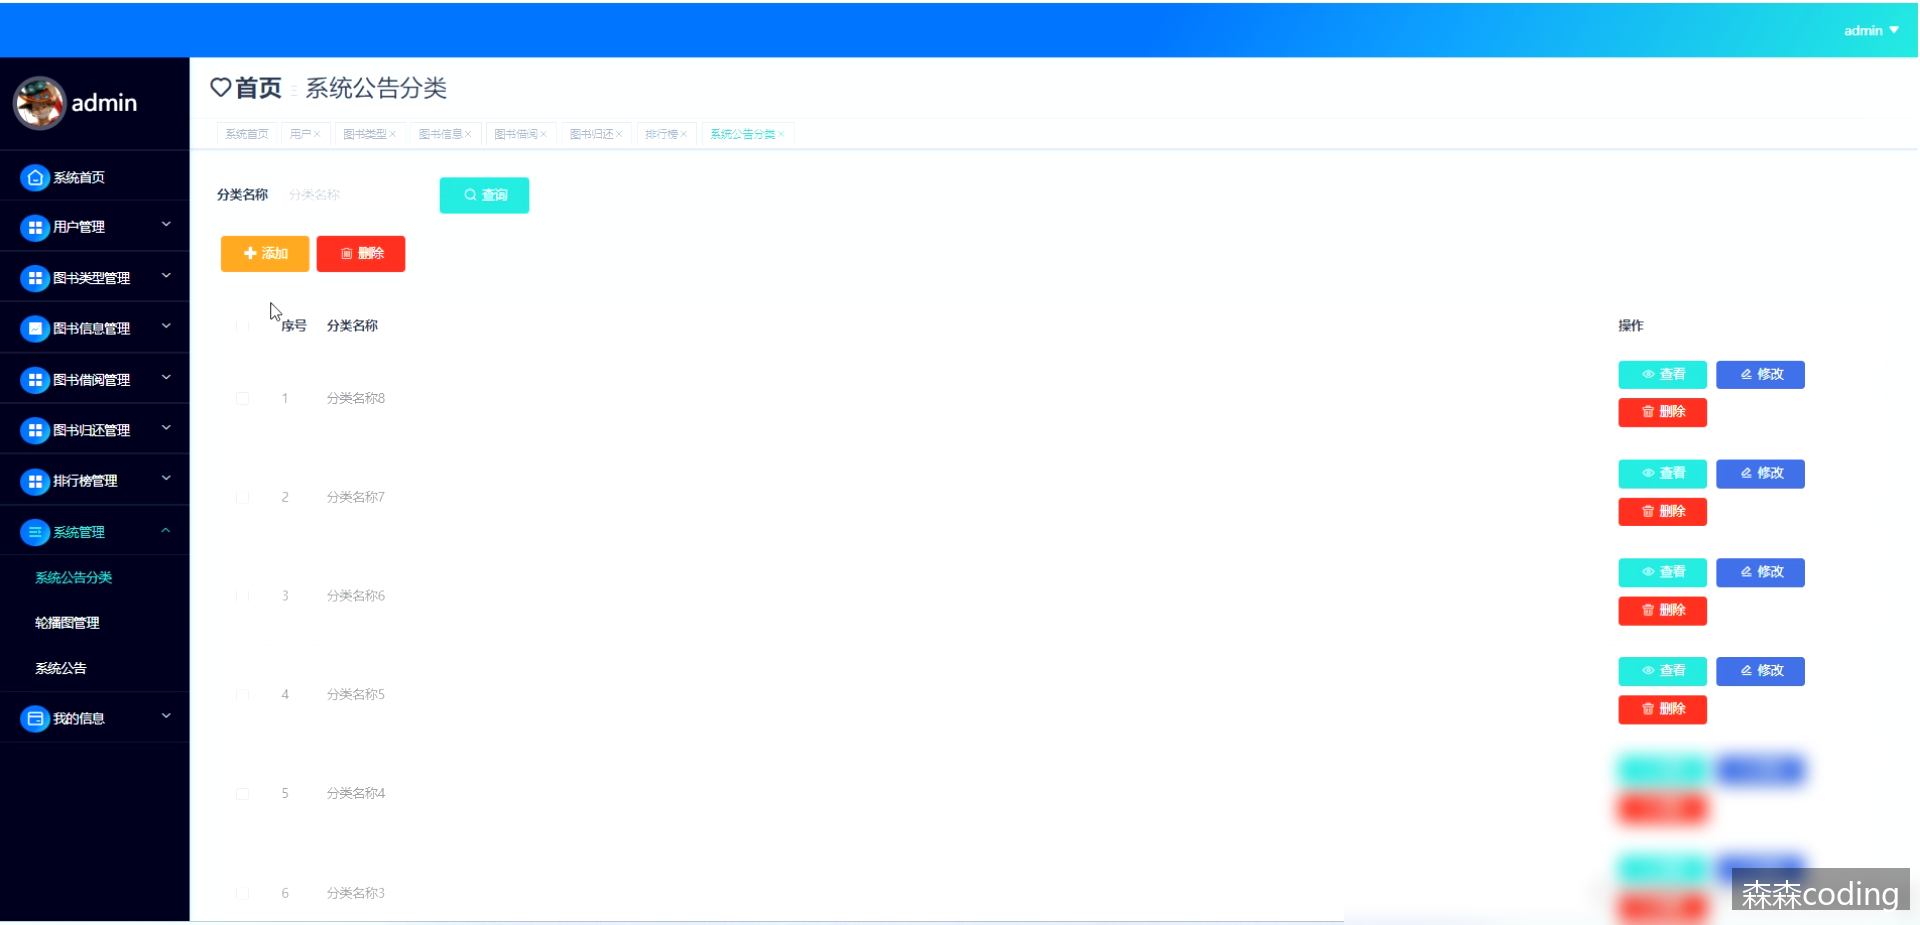 admin
admin
首页 系统公告分类
系统首页 用户 图书类型 图书信息 图书借阅 图书归还 排行榜 系统公告分类
系统首页
用户管理
图书类型管理
图书信息管理
图书借阅管理
图书归还管理
排行榜管理
系统管理
系统公告分类
轮播图管理
系统公告
我的信息
分类名称 分类名称 查询
添加 删除
序号 分类名称 操作
1 分类名称8 查看 修改
删除
2 分类名称7 查看 修改
删除
3 分类名称6 查看 修改
删除
4 分类名称5 查看 修改
删除
5 分类名称4
6 分类名称3
森森coding